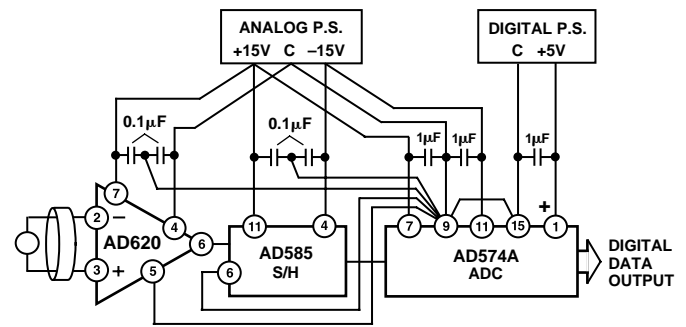 ANALOG P.S.
+15V C –15V
DIGITAL P.S.
C +5V
0.1μF
0.1μF
1μF
1μF
1μF
7
2
–
4
AD620
6
3
+
5
11
4
6
AD585
S/H
7
9
11
15
+
1
AD574A
ADC
DIGITAL
DATA
OUTPUT